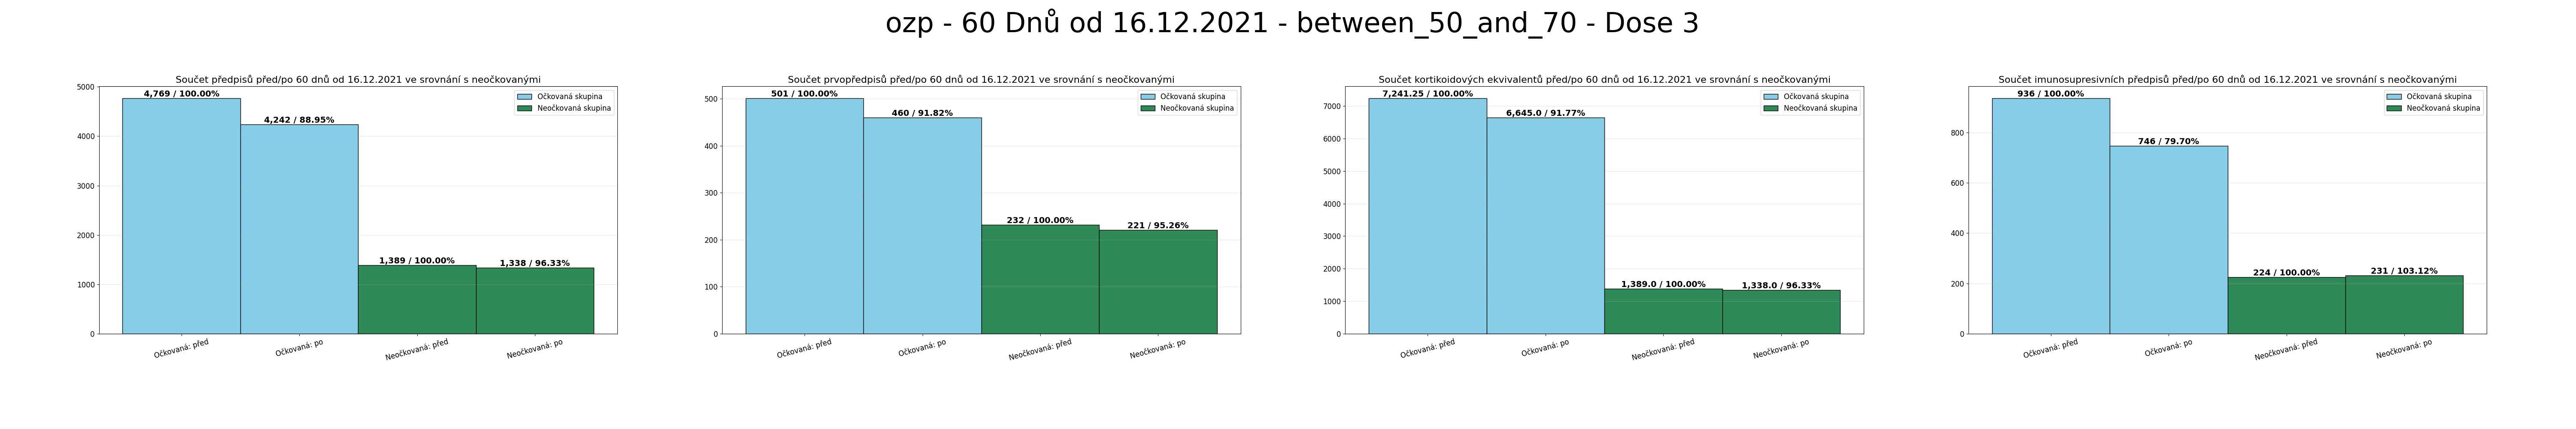 ozp - 60 Dnů od 16.12.2021 - between_50_and_70 - Dose 3
Součet předpisů před/po 60 dnů od 16.12.2021 ve srovnání s neočkovanými
5000
4000
3000
2000
1000
0
4,769 / 100.00%
4,242 / 88.95%
1,389 / 100.00%
1,338 / 96.33%
Očkovaná skupina
Neočkovaná skupina
Očkovaná: před
Očkovaná: po
Neočkovaná: před
Neočkovaná: po
Součet prvopředpisů před/po 60 dnů od 16.12.2021 ve srovnání s neočkovanými
500
400
300
200
100
0
501 / 100.00%
460 / 91.82%
232 / 100.00%
221 / 95.26%
Očkovaná skupina
Neočkovaná skupina
Očkovaná: před
Očkovaná: po
Neočkovaná: před
Neočkovaná: po
Součet kortikoidových ekvivalentů před/po 60 dnů od 16.12.2021 ve srovnání s neočkovanými
7000
6000
5000
4000
3000
2000
1000
0
7,241.25 / 100.00%
6,645.0 / 91.77%
1,389.0 / 100.00%
1,338.0 / 96.33%
Očkovaná skupina
Neočkovaná skupina
Očkovaná: před
Očkovaná: po
Neočkovaná: před
Neočkovaná: po
Součet imunosupresivních předpisů před/po 60 dnů od 16.12.2021 ve srovnání s neočkovanými
800
600
400
200
0
936 / 100.00%
746 / 79.70%
224 / 100.00%
231 / 103.12%
Očkovaná skupina
Neočkovaná skupina
Očkovaná: před
Očkovaná: po
Neočkovaná: před
Neočkovaná: po